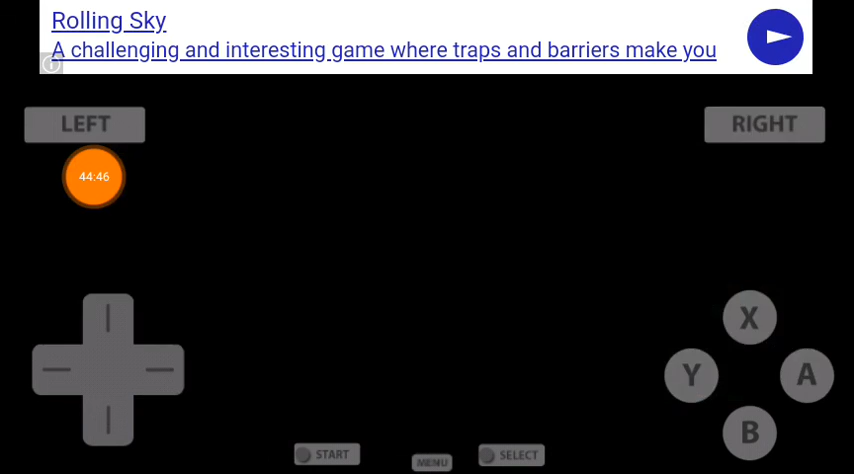 Rolling Sky
A challenging and interesting game where traps and barriers make you
LEFT
RIGHT
44:46
X
Y
A
B
START
MENU
SELECT